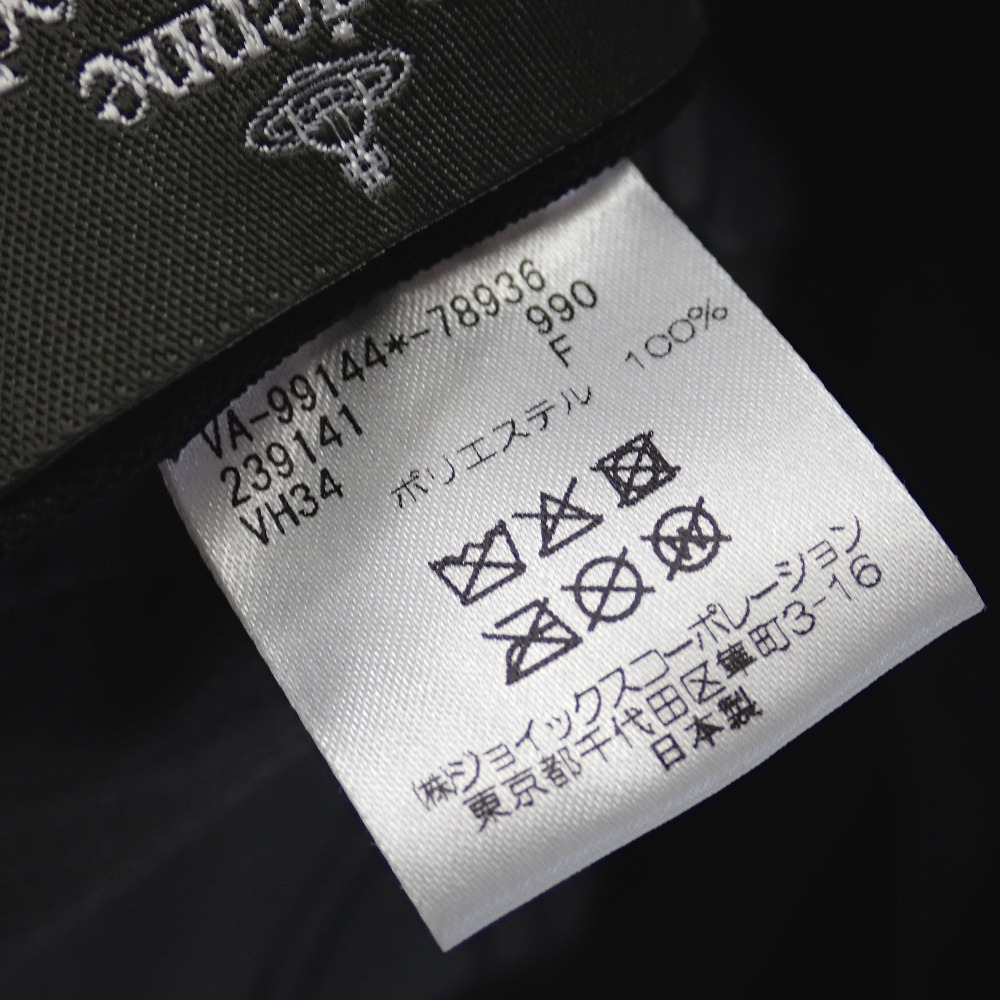 ienne
VA-99144*-78936
239141 990
VH34 F
ポリエステル 100%
㈱ジョイックスコーポレーション
東京都千代田区隼町3-16
日本製